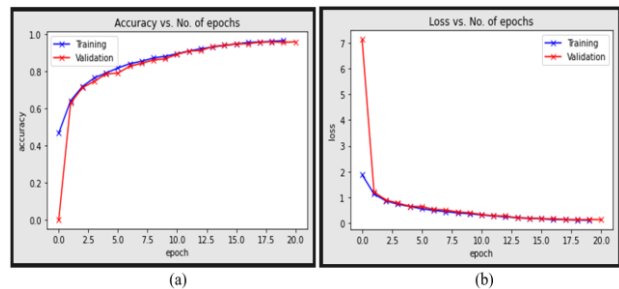 Accuracy vs. No. of epochs
Training
Validation
1.0
0.8
0.6
0.4
0.2
0.0
accuracy
0.0 2.5 5.0 7.5 10.0 12.5 15.0 17.5 20.0
epoch
(a)
Loss vs. No. of epochs
Training
Validation
7
6
5
4
3
2
1
0
loss
0.0 2.5 5.0 7.5 10.0 12.5 15.0 17.5 20.0
epoch
(b)